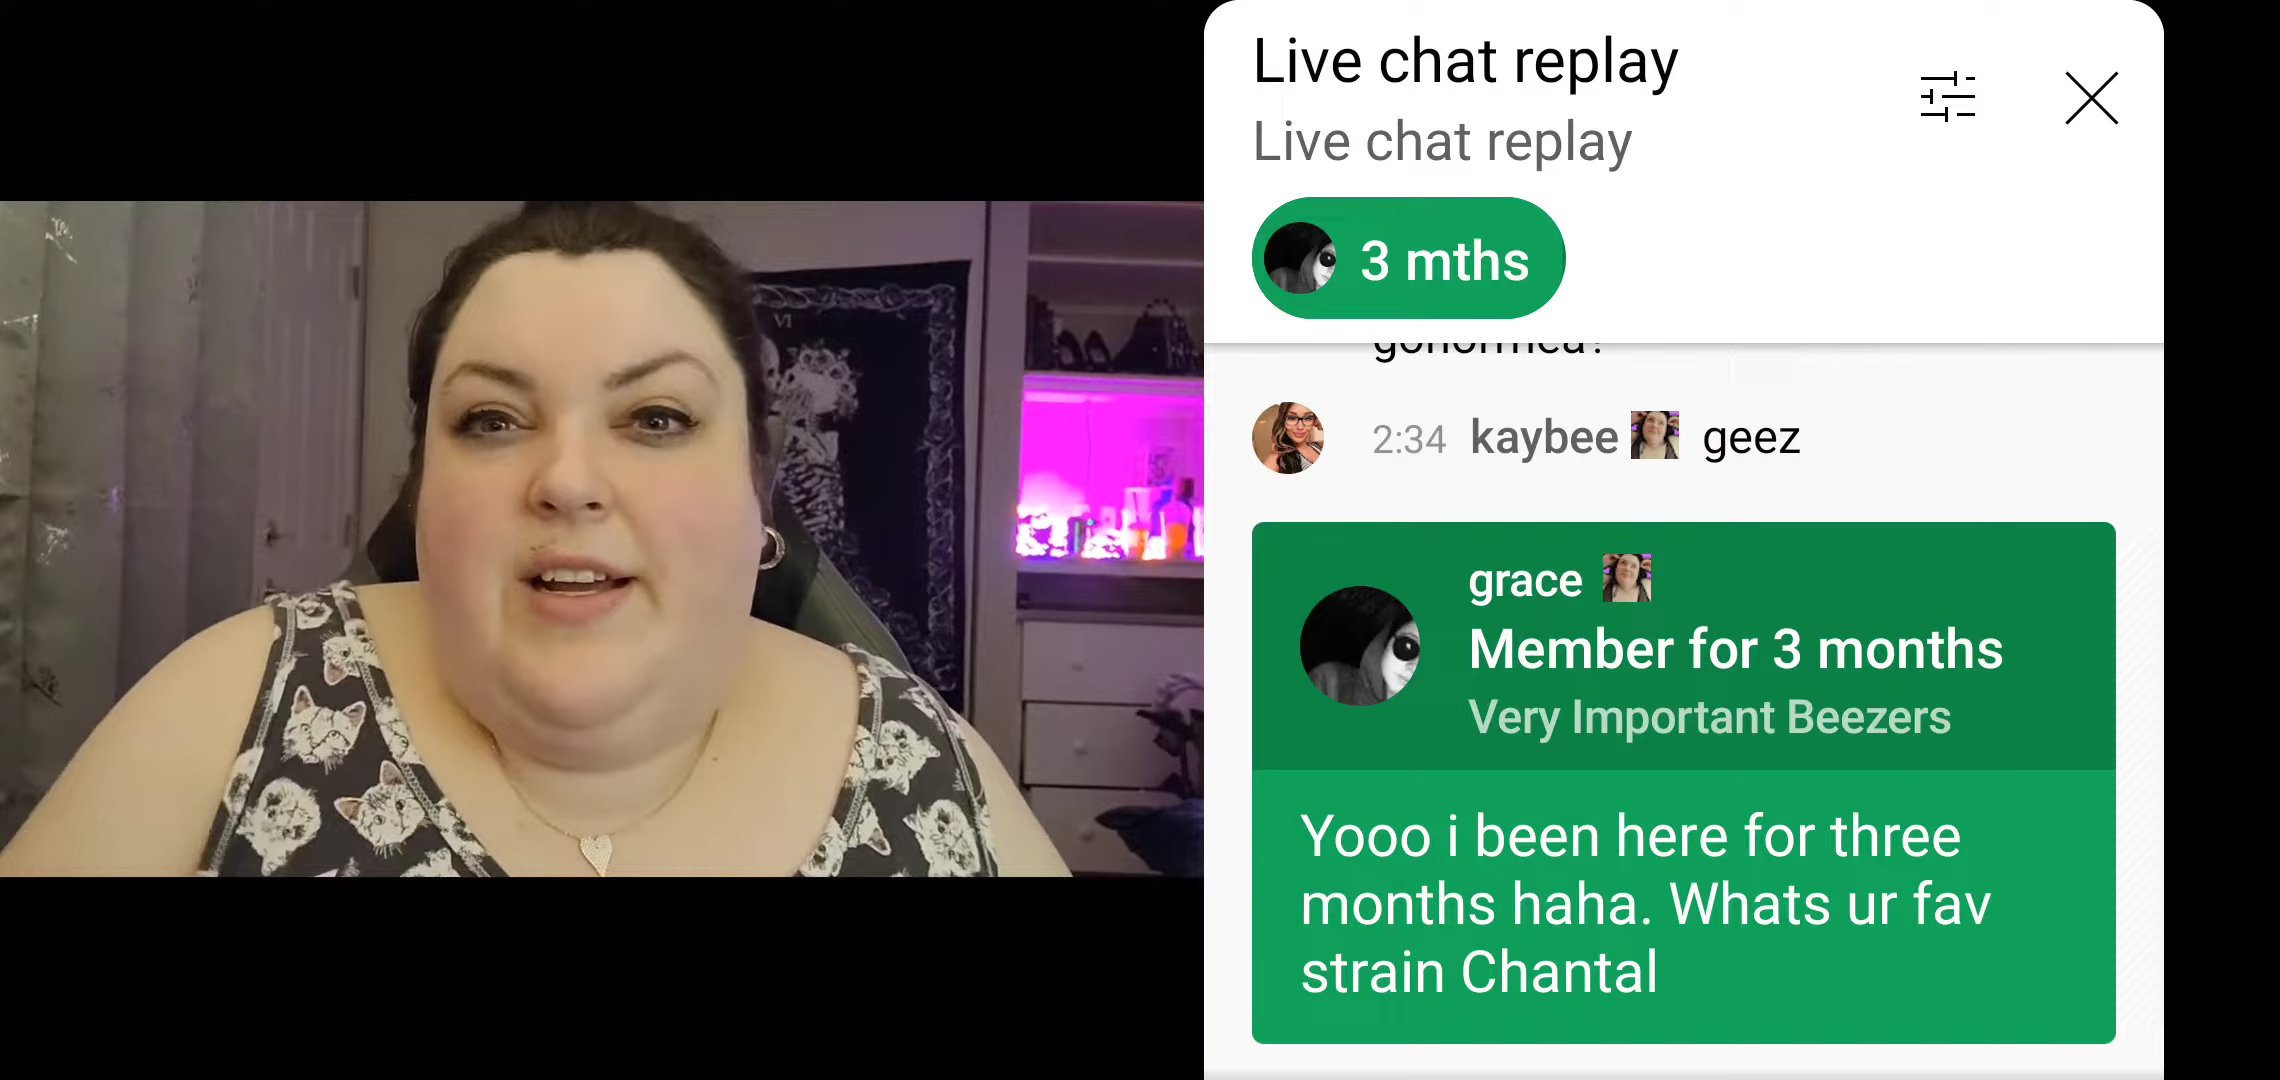 Live chat replay
Live chat replay
3 mths
2:34 kaybee geez
grace
Member for 3 months
Very Important Beezers
Yooo i been here for three
months haha. Whats ur fav
strain Chantal
VI